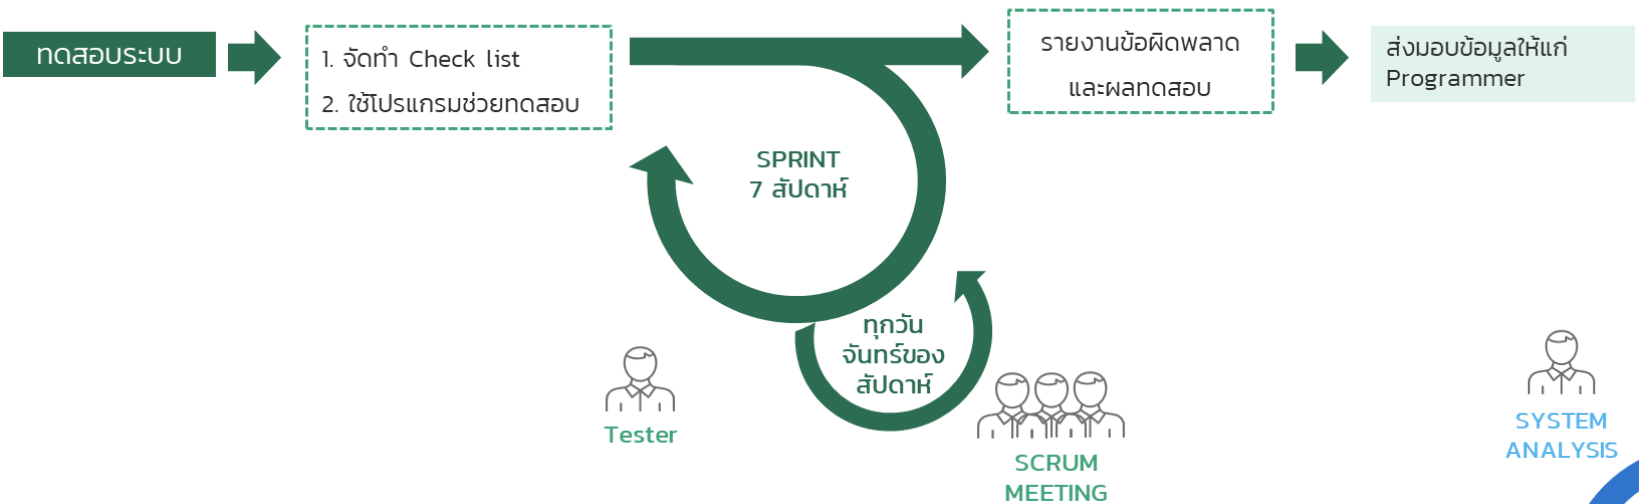 ทดสอบระบบ
1. จัดทำ Check list
2. ใช้โปรแกรมช่วยทดสอบ
รายงานข้อผิดพลาด
และผลทดสอบ
ส่งมอบข้อมูลให้แก่
Programmer
SPRINT
7 สัปดาห์
ทุกวัน
จันทร์ของ
สัปดาห์
Tester
SCRUM
MEETING
SYSTEM
ANALYSIS